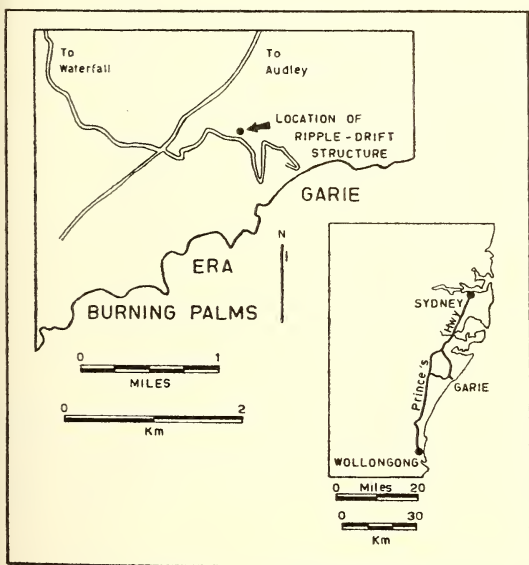 To
Waterfall
To
Audley
LOCATION OF
RIPPLE-DRIFT
STRUCTURE
GARIE
N
ERA
BURNING PALMS
0 1
MILES
0 2
Km
SYDNEY
Prince's Hwy
GARIE
WOLLONGONG
0 Miles 20
0 30
Km